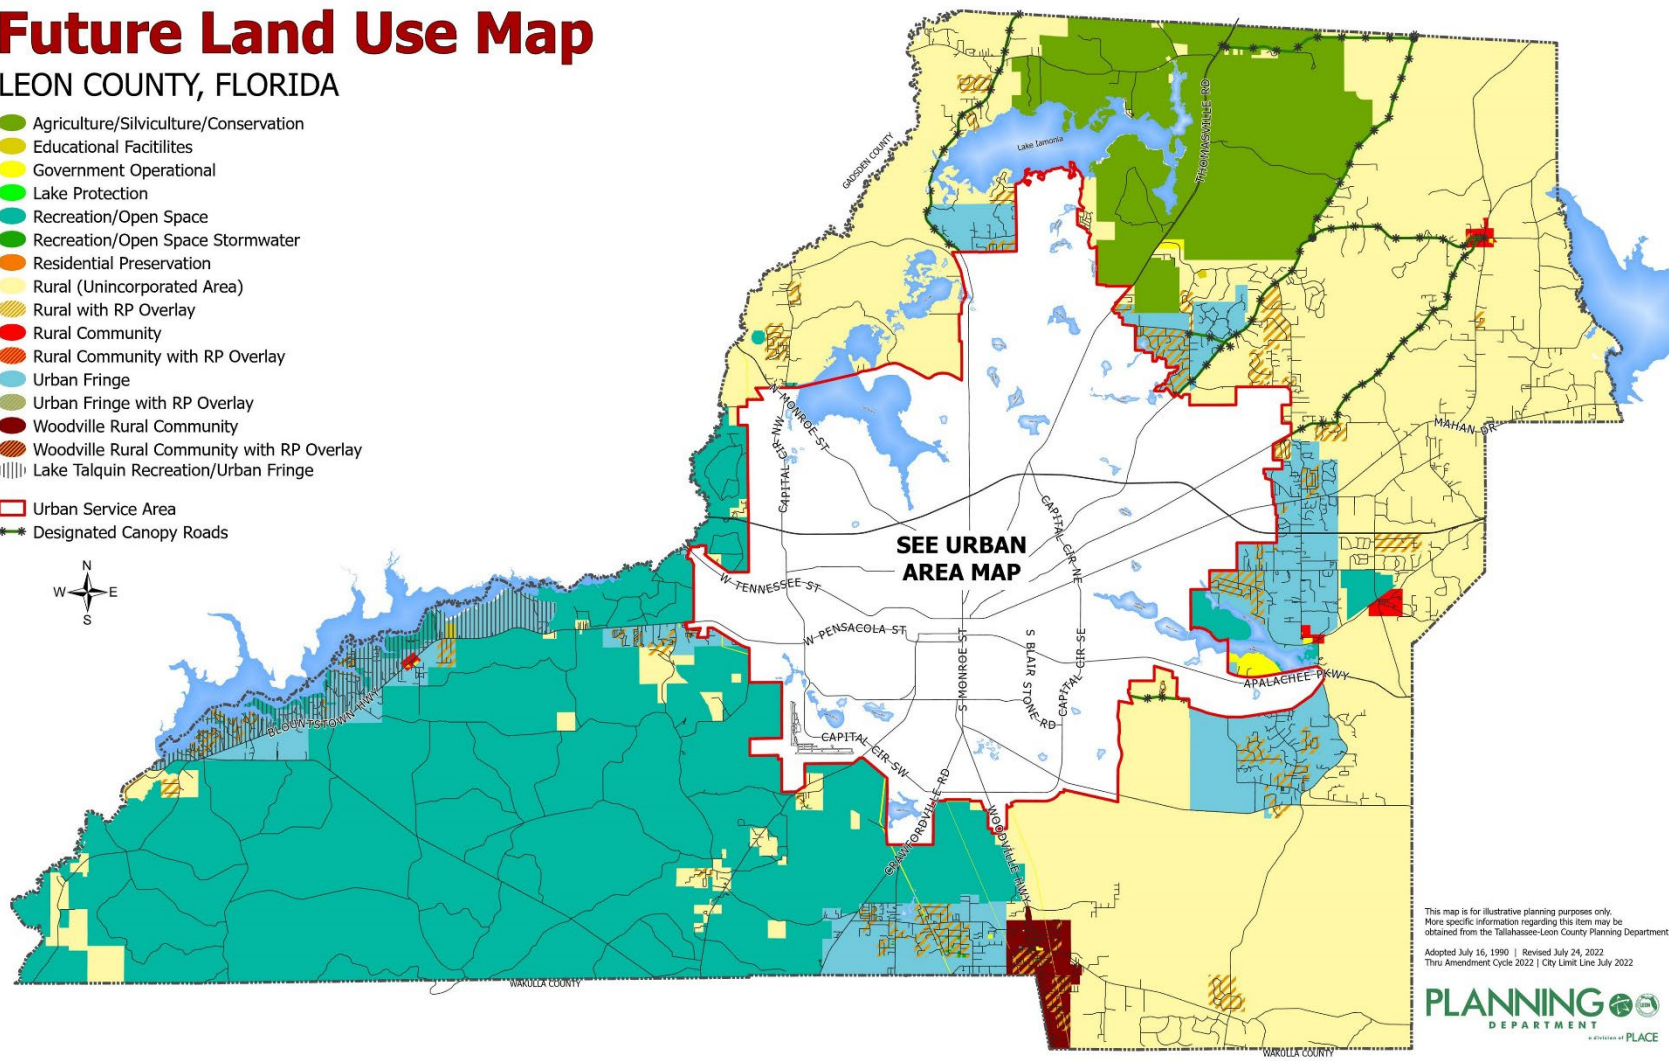 Future Land Use Map
LEON COUNTY, FLORIDA
Agriculture/Silviculture/Conservation
Educational Facitilites
Government Operational
Lake Protection
Recreation/Open Space
Recreation/Open Space Stormwater
Residential Preservation
Rural (Unincorporated Area)
Rural with RP Overlay
Rural Community
Rural Community with RP Overlay
Urban Fringe
Urban Fringe with RP Overlay
Woodville Rural Community
Woodville Rural Community with RP Overlay
Lake Talquin Recreation/Urban Fringe
Urban Service Area
Designated Canopy Roads
N
W
E
S
GADSDEN COUNTY
Lake Iamonia
THOMASVILLE RD
N MONROE ST
CAPITAL CIR NW
MAHAN DR
CAPITAL CIR NE
SEE URBAN
AREA MAP
W TENNESSEE ST
W PENSACOLA ST
S MONROE ST
S BLAIR STONE RD
CAPITAL CIR SE
APALACHEE PKWY
BLOUNTSTOWN HWY
CAPITAL CIR SW
CRAWFORDVILLE RD
WOODVILLE HWY
WAKULLA COUNTY
WAKULLA COUNTY
This map is for illustrative planning purposes only.
More specific information regarding this item may be
obtained from the Tallahassee-Leon County Planning Department
Adopted July 16, 1990 | Revised July 24, 2022
Thru Amendment Cycle 2022 | City Limit Line July 2022
PLANNING
DEPARTMENT
a division of PLACE